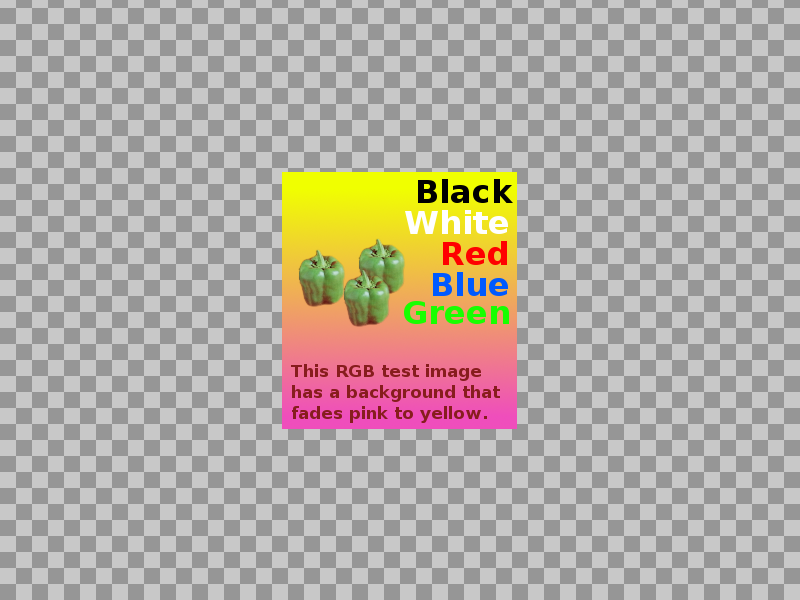 Black
White
Red
Blue
Green
This RGB test image
has a background that
fades pink to yellow.